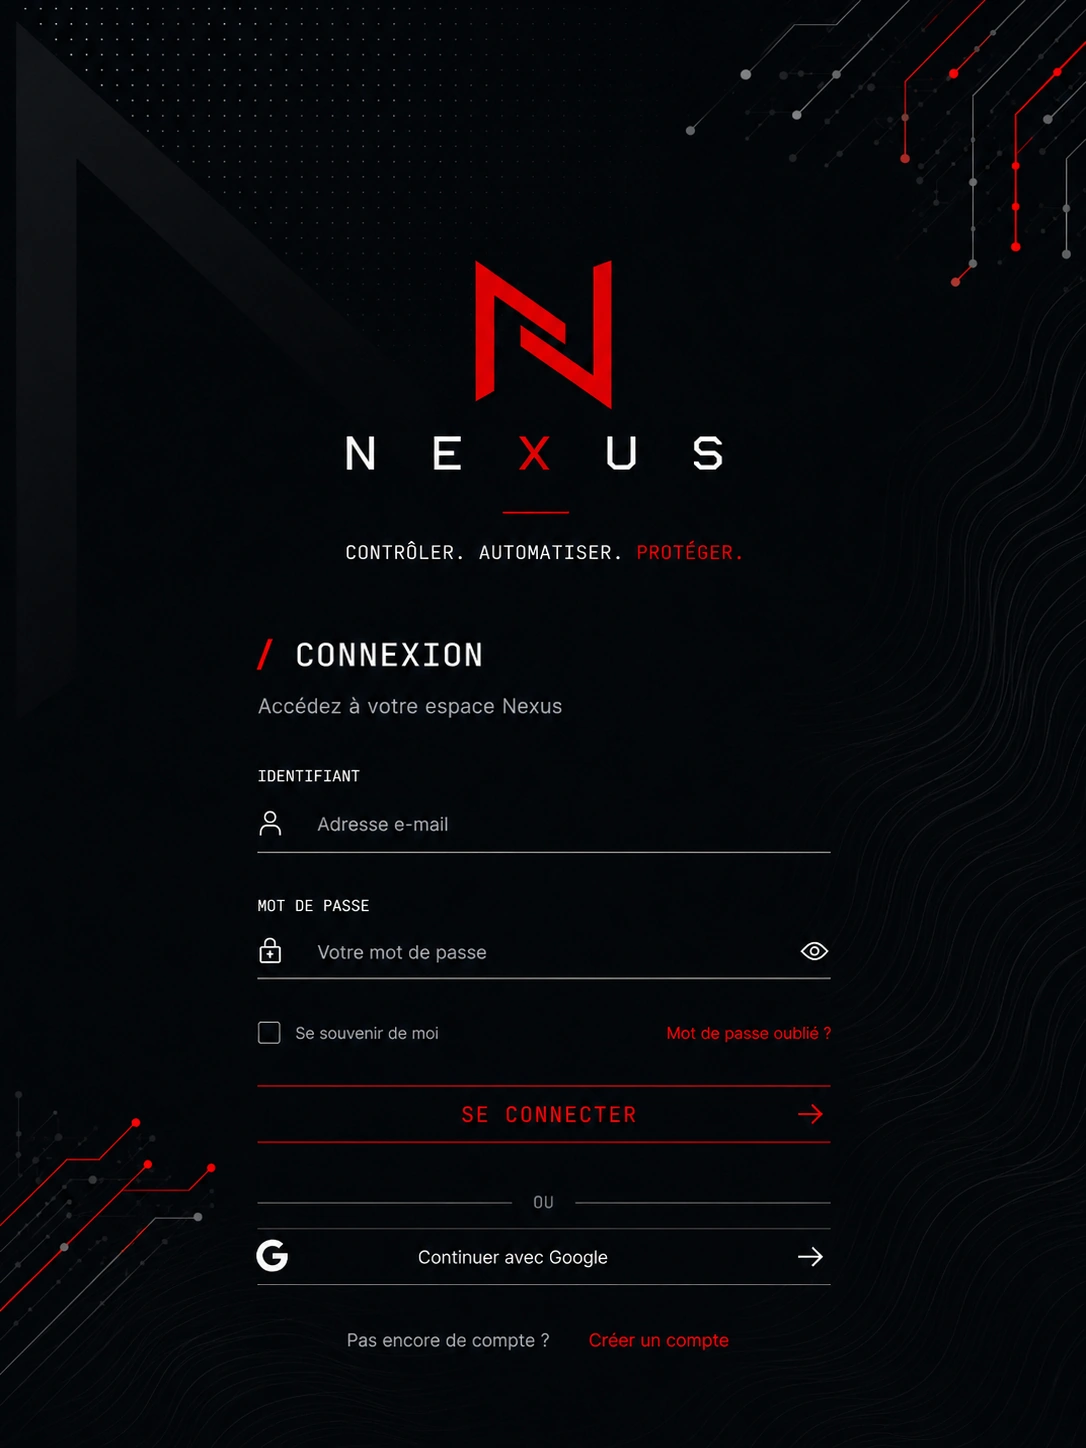 NEXUS
CONTRÔLER. AUTOMATISER. PROTÉGER.
/ CONNEXION
Accédez à votre espace Nexus
IDENTIFIANT
Adresse e-mail
MOT DE PASSE
Votre mot de passe
Se souvenir de moi Mot de passe oublié ?
SE CONNECTER
OU
G Continuer avec Google
Pas encore de compte ? Créer un compte